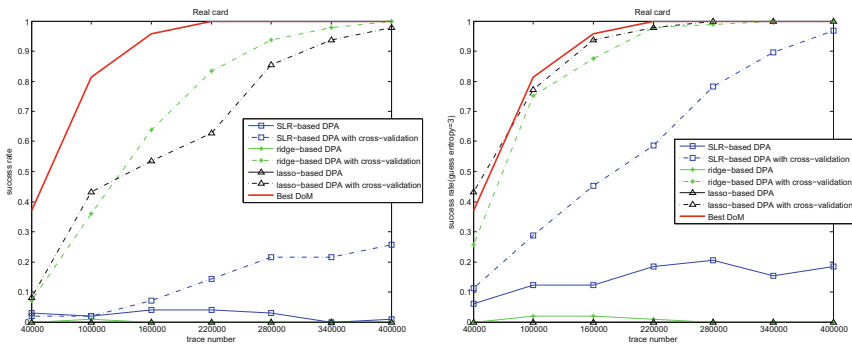 Real card
success rate
1
0.9
0.8
0.7
0.6
0.5
0.4
0.3
0.2
0.1
0
40000 100000 160000 220000 280000 340000 400000
trace number
SLR-based DPA
SLR-based DPA with cross-validation
ridge-based DPA
ridge-based DPA with cross-validation
lasso-based DPA
lasso-based DPA with cross-validation
Best DoM
Real card
success rate(guess entropy=3)
1
0.9
0.8
0.7
0.6
0.5
0.4
0.3
0.2
0.1
0
40000 100000 160000 220000 280000 340000 400000
trace number
SLR-based DPA
SLR-based DPA with cross-validation
ridge-based DPA
ridge-based DPA with cross-validation
lasso-based DPA
lasso-based DPA with cross-validation
Best DoM